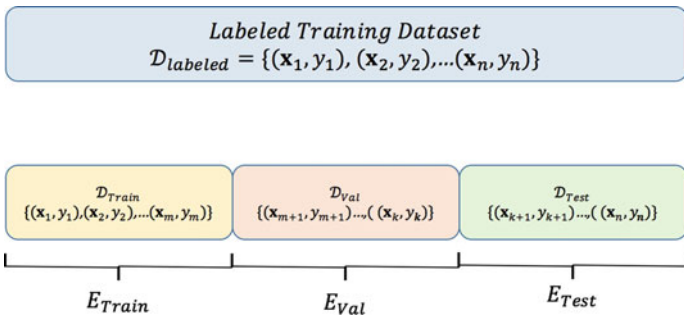 Labeled Training Dataset
𝒟_labeled = {(𝐱₁, y₁), (𝐱₂, y₂),...(𝐱ₙ, yₙ)}
𝒟_Train
{(𝐱₁, y₁),(𝐱₂, y₂),...(𝐱ₘ, yₘ)}
𝒟_Val
{(𝐱ₘ₊₁, yₘ₊₁)...,( (𝐱ₖ, yₖ)}
𝒟_Test
{(𝐱ₖ₊₁, yₖ₊₁)...,( (𝐱ₙ, yₙ)}
E_Train
E_Val
E_Test